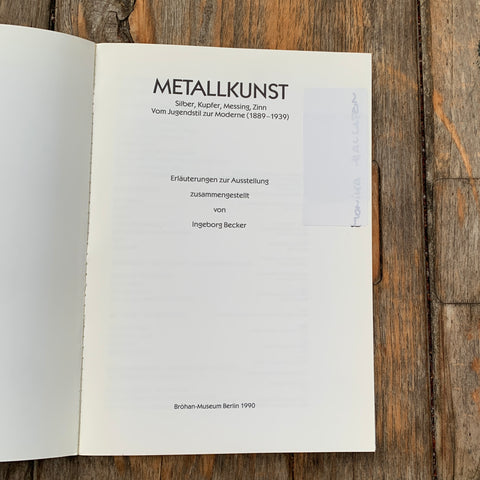 METALLKUNST
Silber, Kupfer, Messing, Zinn
Vom Jugendstil zur Moderne (1889–1939)
Erläuterungen zur Ausstellung
zusammengestellt
von
Ingeborg Becker
Bröhan-Museum Berlin 1990